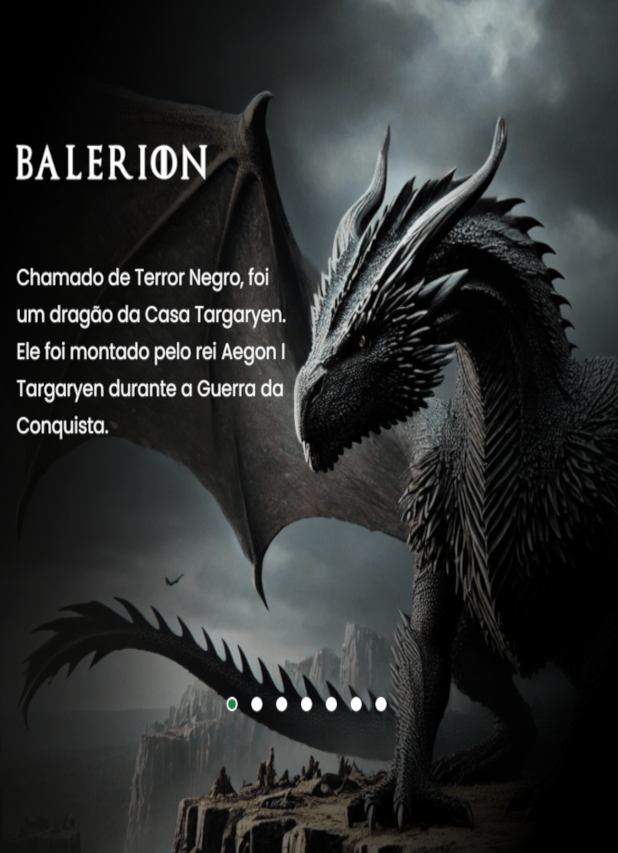 BALERION
Chamado de Terror Negro, foi
um dragão da Casa Targaryen.
Ele foi montado pelo rei Aegon I
Targaryen durante a Guerra da
Conquista.